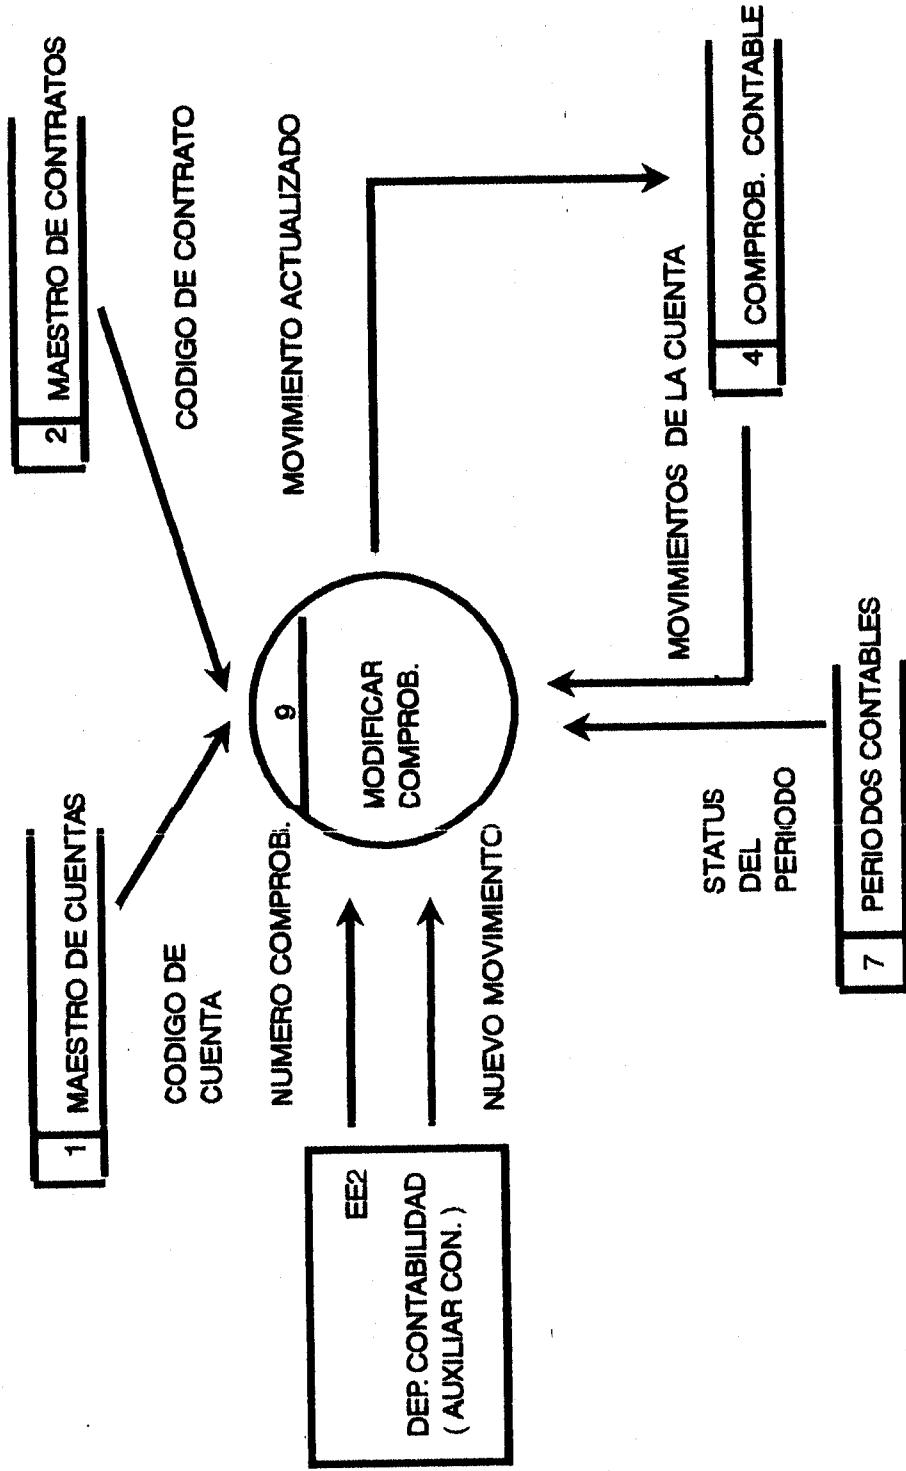 1 MAESTRO DE CUENTAS
2 MAESTRO DE CONTRATOS
CODIGO DE
CUENTA
CODIGO DE CONTRATO
NUMERO COMPROB.
MOVIMIENTO ACTUALIZADO
EE2
DEP. CONTABILIDAD
( AUXILIAR CON. )
9
MODIFICAR
COMPROB.
NUEVO MOVIMIENTO
STATUS
DEL
PERIODO
MOVIMIENTOS DE LA CUENTA
4 COMPROB. CONTABLE
7 PERIODOS CONTABLES